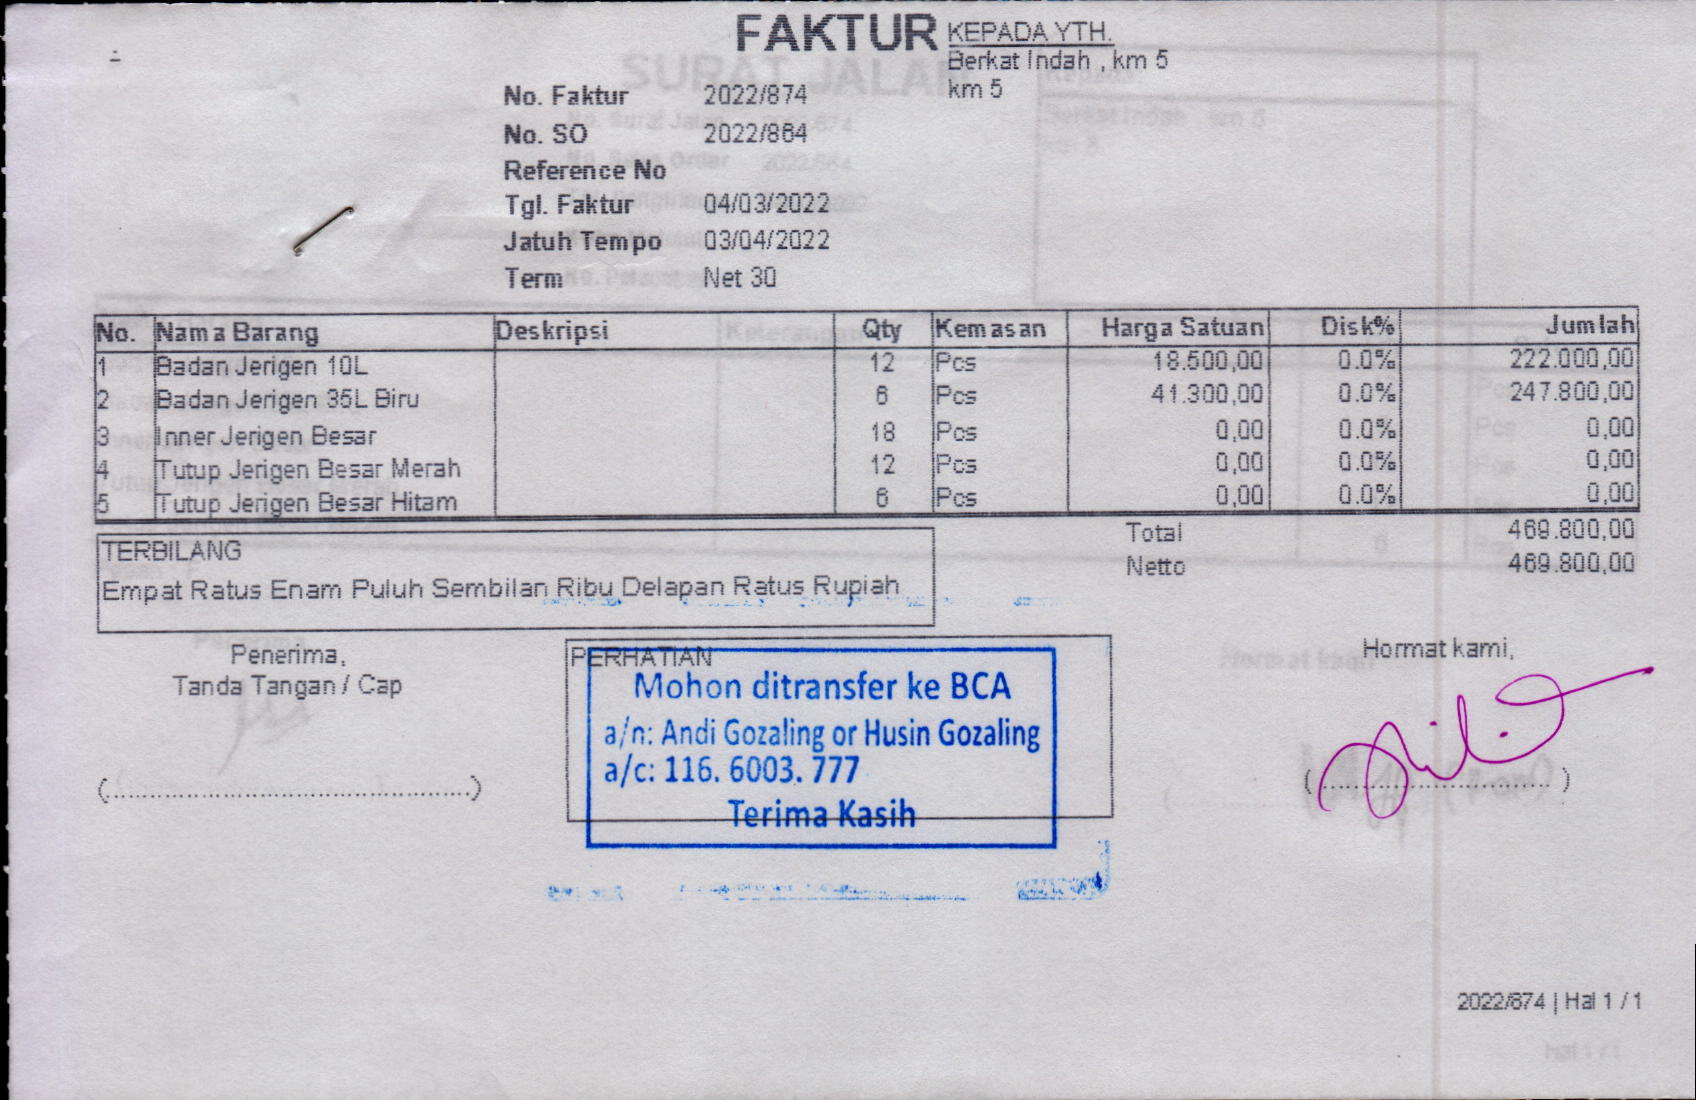 FAKTUR
KEPADA YTH.
Berkat Indah , km 5
km 5
No. Faktur 2022/874
No. SO 2022/864
Reference No
Tgl. Faktur 04/03/2022
Jatuh Tempo 03/04/2022
Term Net 30
No. Nama Barang Deskripsi Qty Kemasan Harga Satuan Disk% Jumlah
1 Badan Jerigen 10L 12 Pcs 18.500,00 0.0% 222.000,00
2 Badan Jerigen 35L Biru 6 Pcs 41.300,00 0.0% 247.800,00
3 Inner Jerigen Besar 18 Pcs 0,00 0.0% 0,00
4 Tutup Jerigen Besar Merah 12 Pcs 0,00 0.0% 0,00
5 Tutup Jerigen Besar Hitam 6 Pcs 0,00 0.0% 0,00
Total 469.800,00
Netto 469.800,00
TERBILANG
Empat Ratus Enam Puluh Sembilan Ribu Delapan Ratus Rupiah
Penerima,
Tanda Tangan / Cap
(..................................................)
PERHATIAN
Mohon ditransfer ke BCA
a/n: Andi Gozaling or Husin Gozaling
a/c: 116. 6003. 777
Terima Kasih
Hormat kami,
(..............................)
2022/874 | Hal 1 / 1